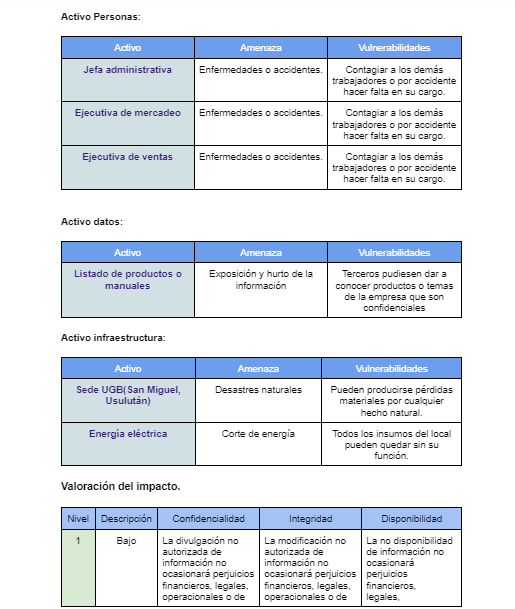 Activo Personas:
Activo Amenaza Vulnerabilidades
Jefa administrativa Enfermedades o accidentes. Contagiar a los demás
trabajadores o por accidente
hacer falta en su cargo.
Ejecutiva de mercadeo Enfermedades o accidentes. Contagiar a los demás
trabajadores o por accidente
hacer falta en su cargo.
Ejecutiva de ventas Enfermedades o accidentes. Contagiar a los demás
trabajadores o por accidente
hacer falta en su cargo.
Activo datos:
Activo Amenaza Vulnerabilidades
Listado de productos o Exposición y hurto de la Terceros pudiesen dar a
manuales información conocer productos o temas
de la empresa que son
confidenciales
Activo infraestructura:
Activo Amenaza Vulnerabilidades
Sede UGB(San Miguel, Desastres naturales Pueden producirse pérdidas
Usulután) materiales por cualquier
hecho natural.
Energía eléctrica Corte de energía Todos los insumos del local
pueden quedar sin su
función.
Valoración del impacto.
Nivel Descripción Confidencialidad Integridad Disponibilidad
1 Bajo La divulgación no La modificación no La no disponibilidad
autorizada de autorizada de de información no
información no información no ocasionará
ocasionará perjuicios ocasionará perjuicios perjuicios
financieros, legales, financieros, legales, financieros,
operacionales o de operacionales o de legales,